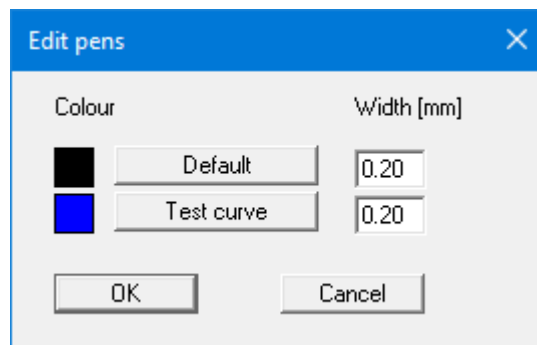 Edit pens
Colour Width [mm]
Default 0.20
Test curve 0.20
OK Cancel